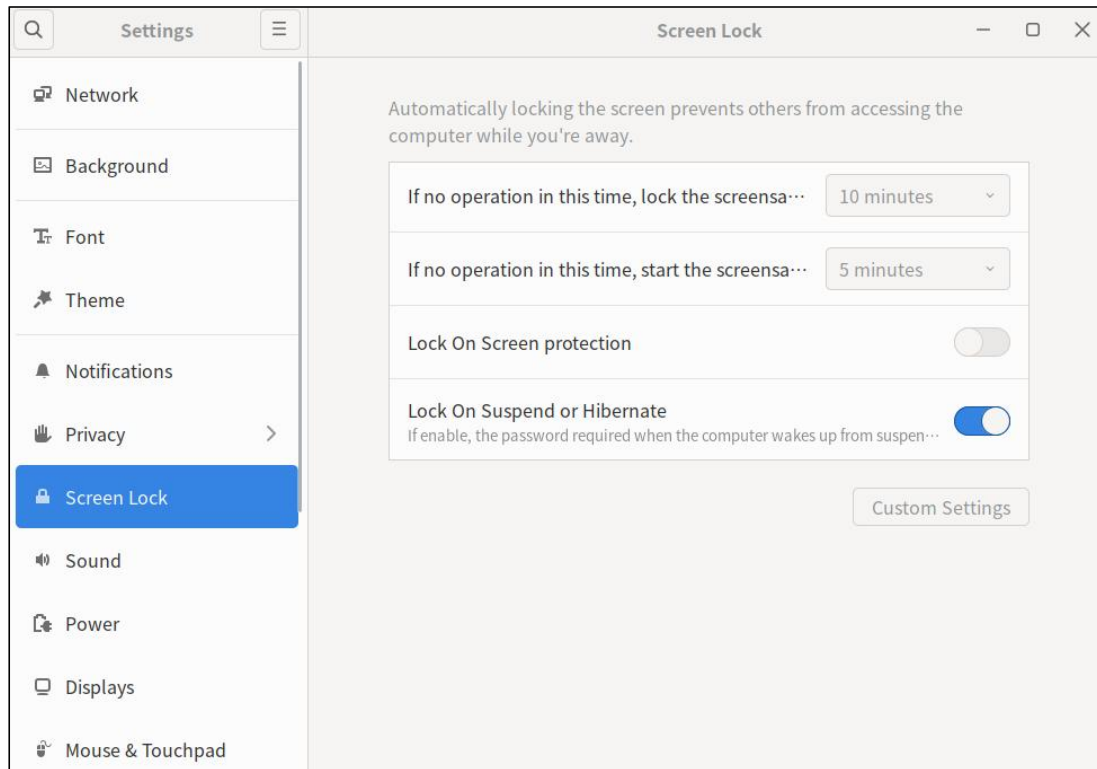 Settings
Screen Lock
Network
Background
Font
Theme
Notifications
Privacy
Screen Lock
Sound
Power
Displays
Mouse & Touchpad
Automatically locking the screen prevents others from accessing the
computer while you're away.
If no operation in this time, lock the screensa… 10 minutes
If no operation in this time, start the screensa… 5 minutes
Lock On Screen protection
Lock On Suspend or Hibernate
If enable, the password required when the computer wakes up from suspen…
Custom Settings